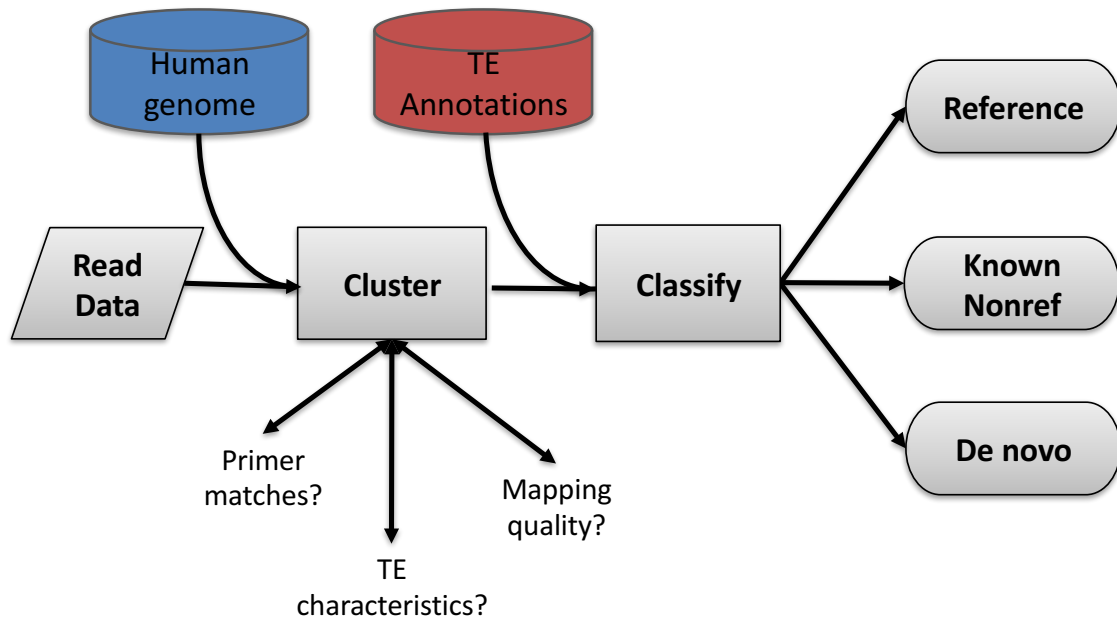 Human
genome
TE
Annotations
Reference
Read
Data
Cluster
Classify
Known
Nonref
De novo
Primer
matches?
Mapping
quality?
TE
characteristics?